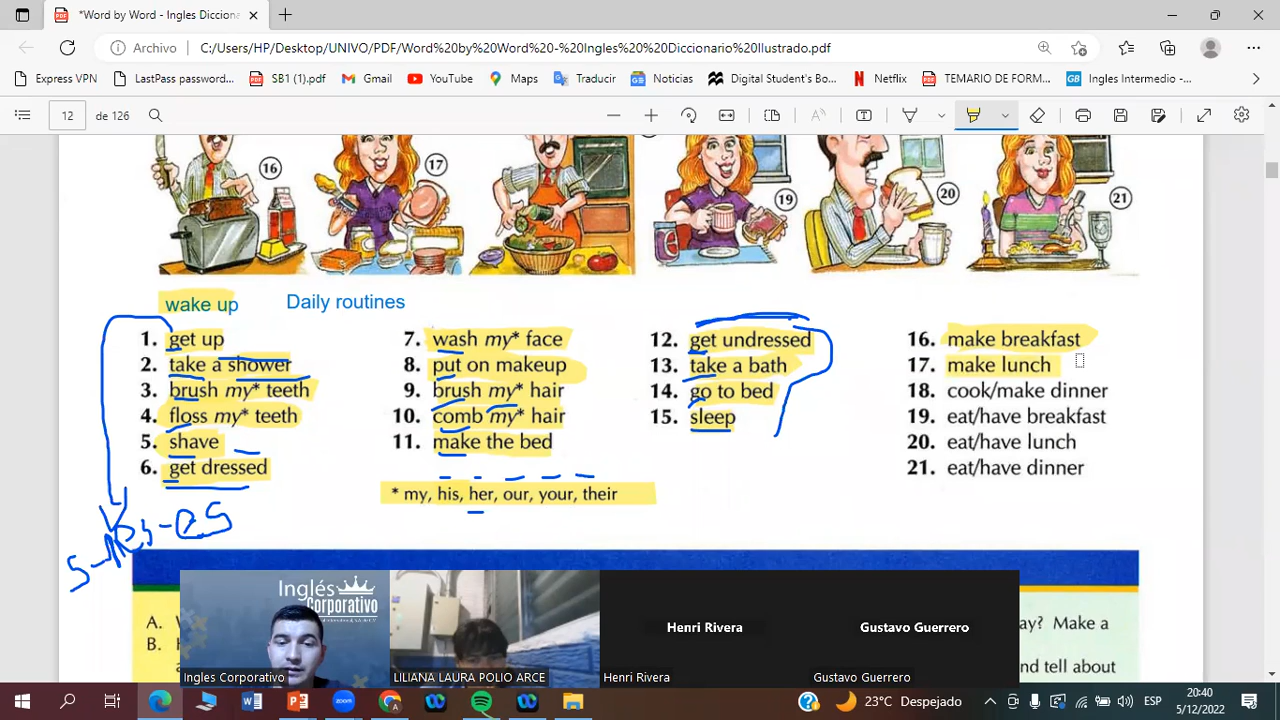 *Word by Word - Ingles Dicciona
Archivo
C:/Users/HP/Desktop/UNIVO/PDF/Word%20by%20Word%20-%20Ingles%20%20Diccionario%20Ilustrado.pdf
Express VPN
LastPass password...
SB1 (1).pdf
Gmail
YouTube
Maps
Traducir
Noticias
Digital Student's Bo...
Netflix
TEMARIO DE FORM...
Ingles Intermedio -...
12 de 126
16
17
19
20
21
wake up Daily routines
1. get up
2. take a shower
3. brush my* teeth
4. floss my* teeth
5. shave
6. get dressed
7. wash my* face
8. put on makeup
9. brush my* hair
10. comb my* hair
11. make the bed
* my, his, her, our, your, their
12. get undressed
13. take a bath
14. go to bed
15. sleep
16. make breakfast
17. make lunch
18. cook/make dinner
19. eat/have breakfast
20. eat/have lunch
21. eat/have dinner
A.
B.
ay? Make a
nd tell about
Inglés
Corporativo
Ingles Corporativo
LILIANA LAURA POLIO ARCE
Henri Rivera
Henri Rivera
Gustavo Guerrero
Gustavo Guerrero
23°C Despejado
ESP
20:40
5/12/2022